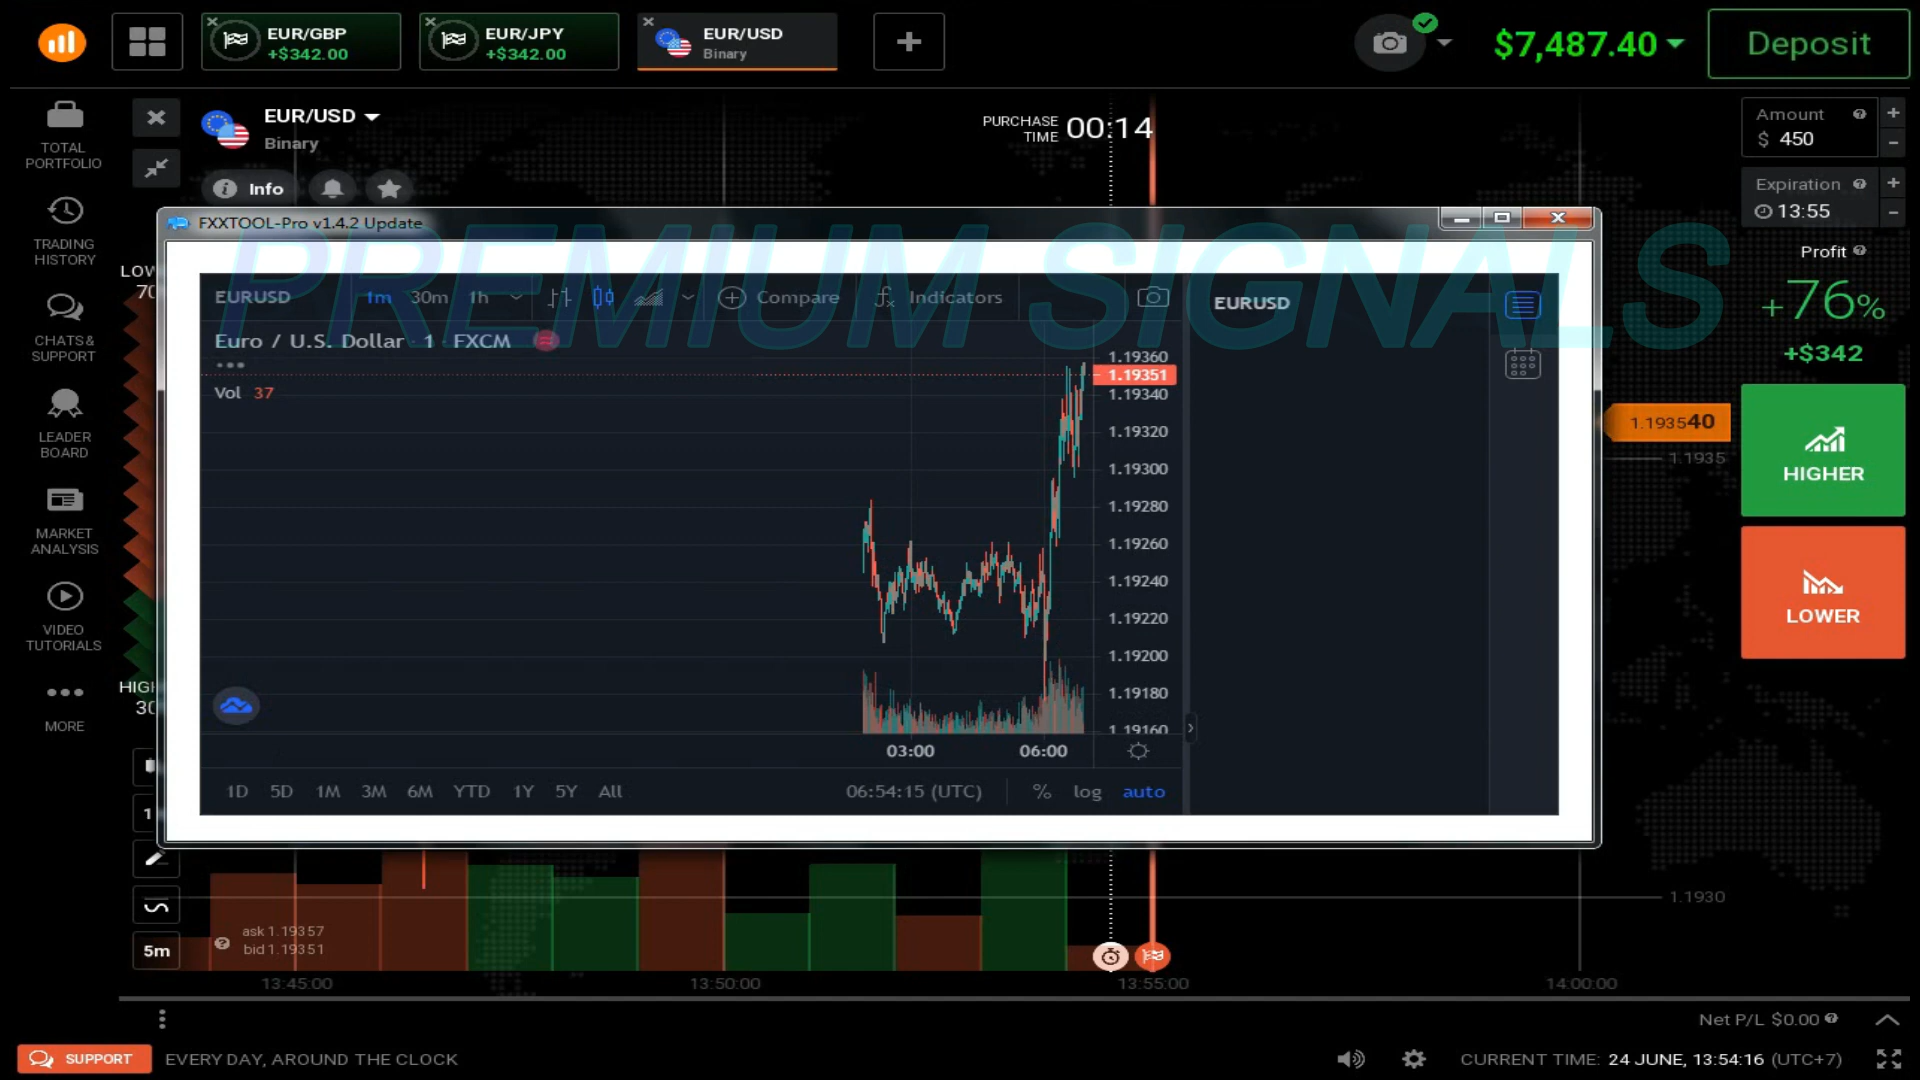 EUR/GBP
+$342.00
EUR/JPY
+$342.00
EUR/USD
Binary
$7,487.40
Deposit
TOTAL
PORTFOLIO
TRADING
HISTORY
CHATS &
SUPPORT
LEADER
BOARD
MARKET
ANALYSIS
VIDEO
TUTORIALS
MORE
EUR/USD
Binary
Info
PURCHASE
TIME 00:14
Amount
$ 450
Expiration
13:55
Profit
+76%
+$342
HIGHER
LOWER
1.193540
1.1935
1.1930
FXXTOOL-Pro v1.4.2 Update
PREMIUM SIGNALS
EURUSD 1m 30m 1h Compare Indicators
EURUSD
Euro / U.S. Dollar · 1 · FXCM
Vol 37
1.19360
1.19351
1.19340
1.19320
1.19300
1.19280
1.19260
1.19240
1.19220
1.19200
1.19180
1.19160
03:00 06:00
1D 5D 1M 3M 6M YTD 1Y 5Y All 06:54:15 (UTC) % log auto
5m
ask 1.19357
bid 1.19351
13:45:00 13:50:00 13:55:00 14:00:00
Net P/L $0.00
SUPPORT EVERY DAY, AROUND THE CLOCK
CURRENT TIME: 24 JUNE, 13:54:16 (UTC+7)